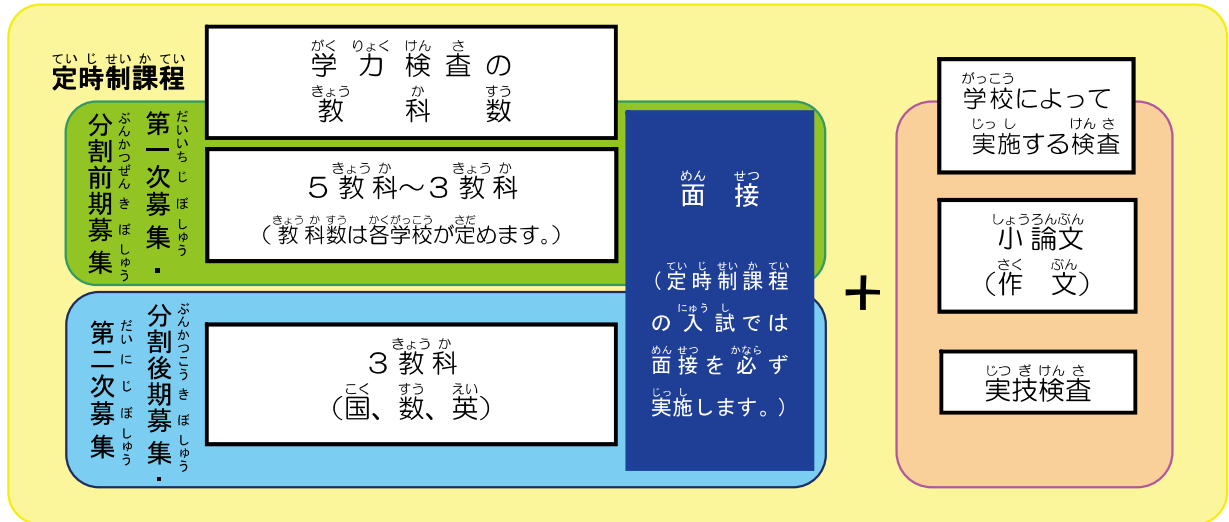 定時制課程
学力検査の
教科数
第一次募集・
分割前期募集
5教科～3教科
(教科数は各学校が定めます。)
分割後期募集・
第二次募集
3教科
(国、数、英)
面接
(定時制課程
の入試では
面接を必ず
実施します。)
+
学校によって
実施する検査
小論文
(作文)
実技検査